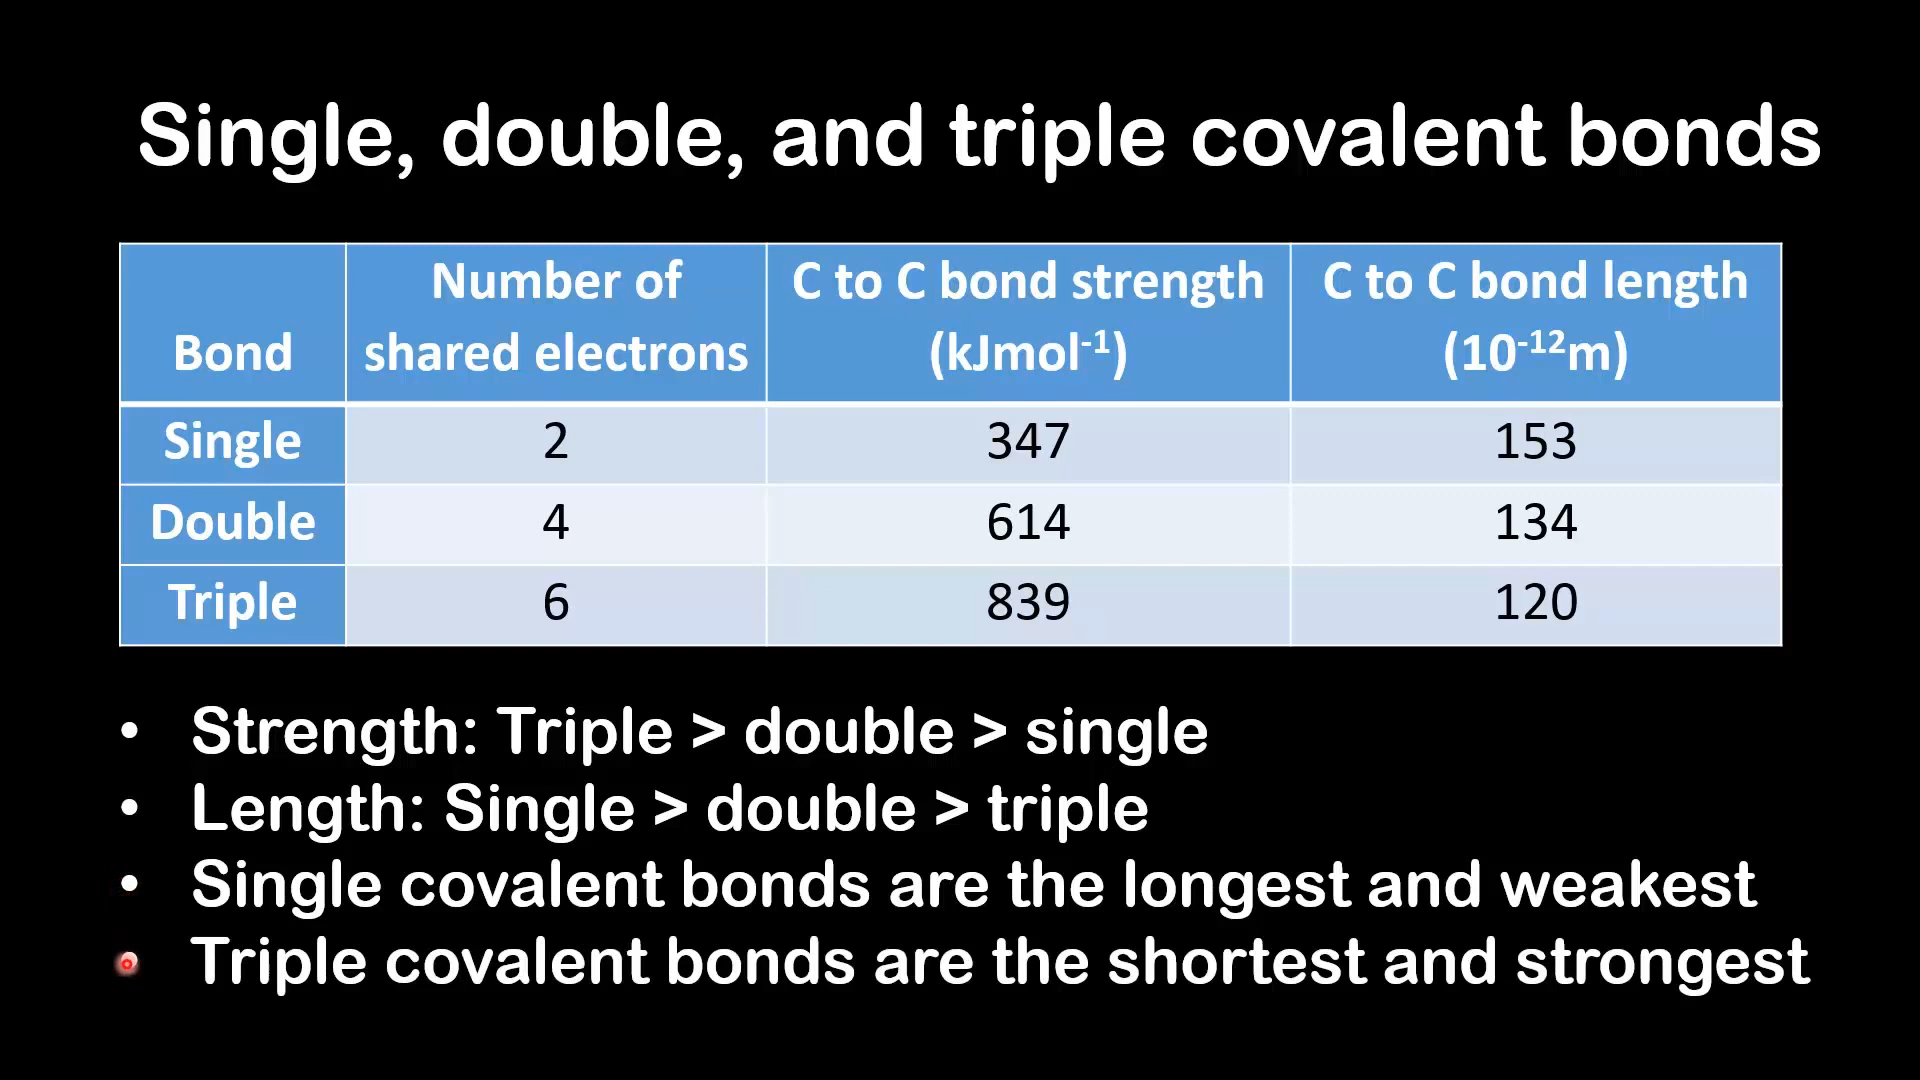 Single, double, and triple covalent bonds
Bond | Number of shared electrons | C to C bond strength (kJmol⁻¹) | C to C bond length (10⁻¹²m)
Single | 2 | 347 | 153
Double | 4 | 614 | 134
Triple | 6 | 839 | 120
• Strength: Triple > double > single
• Length: Single > double > triple
• Single covalent bonds are the longest and weakest
• Triple covalent bonds are the shortest and strongest